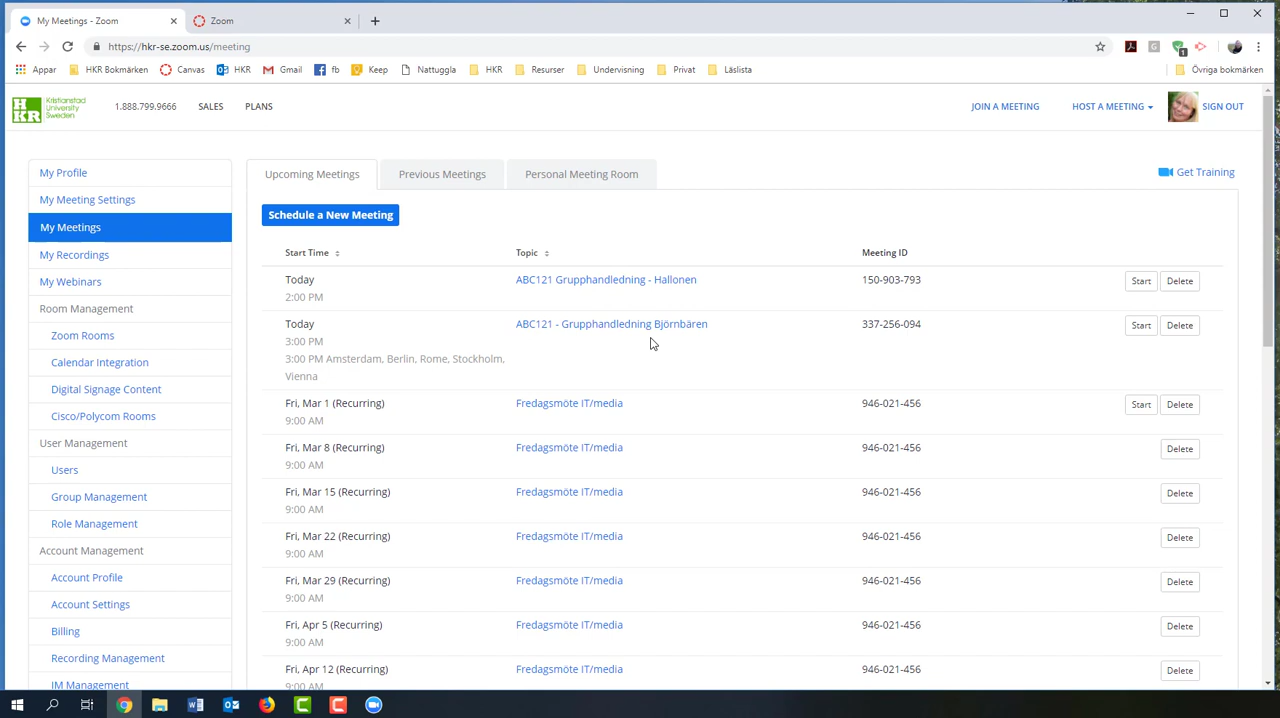 My Meetings - Zoom
Zoom
https://hkr-se.zoom.us/meeting
1
Appar
HKR Bokmärken
Canvas
HKR
Gmail
fb
Keep
Nattuggla
HKR
Resurser
Undervisning
Privat
Läslista
Övriga bokmärken
HKR
Kristianstad
University
Sweden
1.888.799.9666
SALES
PLANS
JOIN A MEETING
HOST A MEETING
SIGN OUT
My Profile
My Meeting Settings
My Meetings
My Recordings
My Webinars
Room Management
Zoom Rooms
Calendar Integration
Digital Signage Content
Cisco/Polycom Rooms
User Management
Users
Group Management
Role Management
Account Management
Account Profile
Account Settings
Billing
Recording Management
IM Management
Upcoming Meetings
Previous Meetings
Personal Meeting Room
Get Training
Schedule a New Meeting
Start Time
Topic
Meeting ID
Today
2:00 PM
ABC121 Grupphandledning - Hallonen
150-903-793
Start
Delete
Today
3:00 PM
3:00 PM Amsterdam, Berlin, Rome, Stockholm,
Vienna
ABC121 - Grupphandledning Björnbären
337-256-094
Start
Delete
Fri, Mar 1 (Recurring)
9:00 AM
Fredagsmöte IT/media
946-021-456
Start
Delete
Fri, Mar 8 (Recurring)
9:00 AM
Fredagsmöte IT/media
946-021-456
Delete
Fri, Mar 15 (Recurring)
9:00 AM
Fredagsmöte IT/media
946-021-456
Delete
Fri, Mar 22 (Recurring)
9:00 AM
Fredagsmöte IT/media
946-021-456
Delete
Fri, Mar 29 (Recurring)
9:00 AM
Fredagsmöte IT/media
946-021-456
Delete
Fri, Apr 5 (Recurring)
9:00 AM
Fredagsmöte IT/media
946-021-456
Delete
Fri, Apr 12 (Recurring)
9:00 AM
Fredagsmöte IT/media
946-021-456
Delete